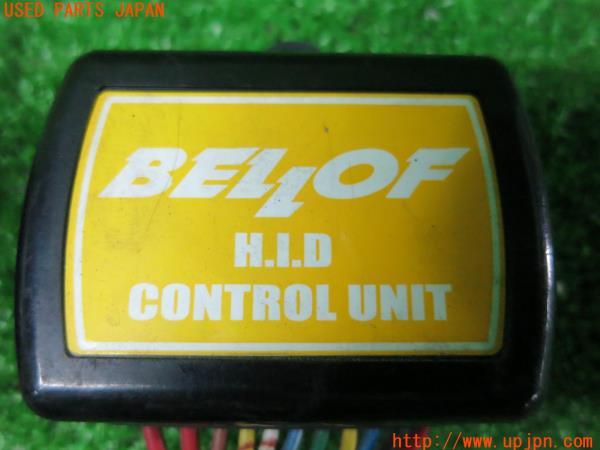 USED PARTS JAPAN
BELLOF
H.I.D
CONTROL UNIT
http://www.upjpn.com